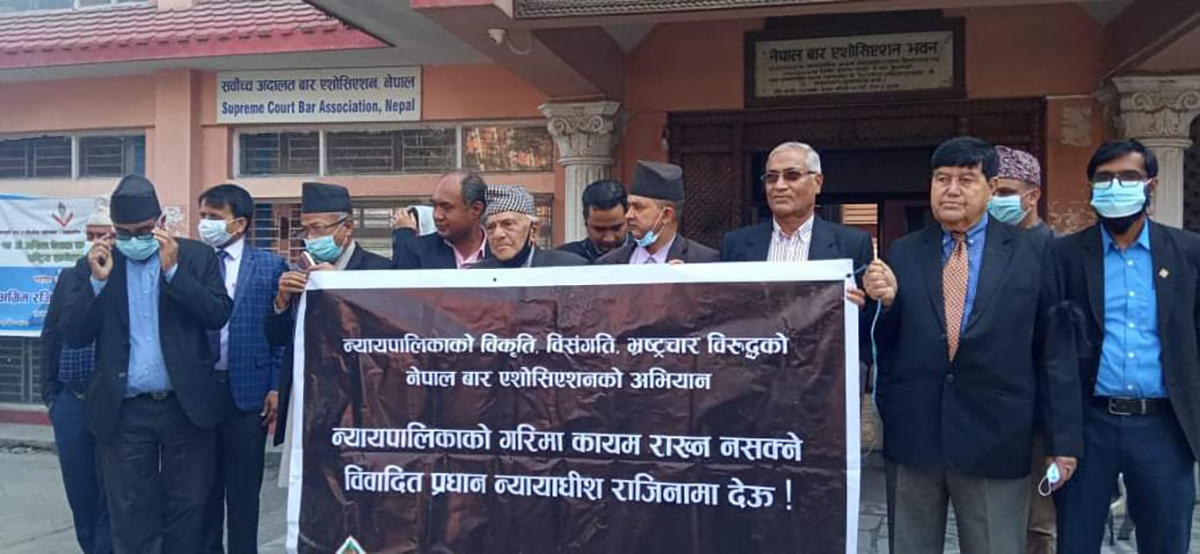 सर्वोच्च अदालत बार एशोसिएशन, नेपाल
Supreme Court Bar Association, Nepal
नेपाल बार एशोसिएशन भवन
न्यायपालिकाको विकृति, विसंगति, भ्रष्ट्रचार विरुद्धको
नेपाल बार एशोसिएशनको अभियान
न्यायपालिकाको गरिमा कायम राख्न नसक्ने
विवादित प्रधान न्यायाधीश राजिनामा देऊ !